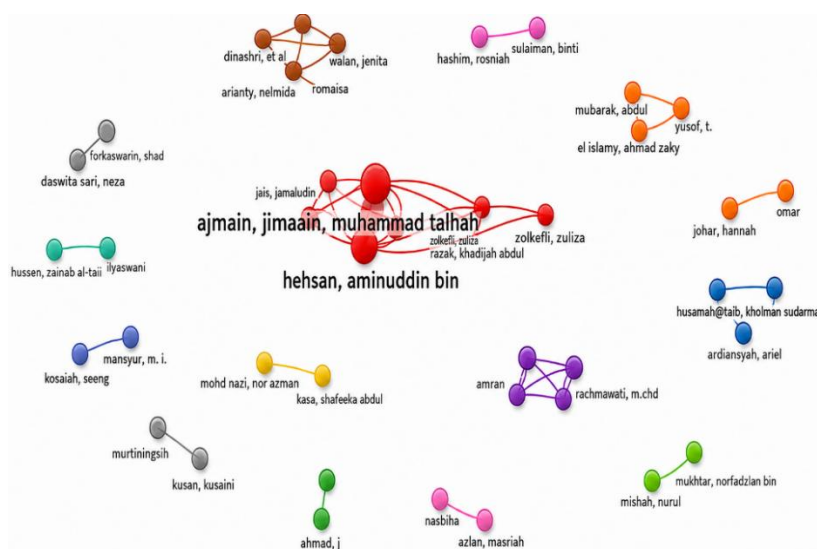 dinashri, et al
walan, jenita
arianty, nelmida
romaisa
hashim, rosniah
sulaiman, binti
mubarak, abdul
yusof, t.
el islamy, ahmad zaky
forkaswarin, shad
daswita sari, neza
jais, jamaludin
ajmain, jimaain, muhammad talhah
zolkefli, zuliza
razak, khadijah abdul
zolkefli, zuliza
hehsan, aminuddin bin
johar, hannah
omar
hussen, zainab al-taii
ilyaswani
husamah@taib, kholman sudarma
ardiansyah, ariel
mansyur, m. i.
kosaiah, seeng
mohd nazi, nor azman
kasa, shafeeka abdul
amran
rachmawati, m.chd
murtiningsih
kusan, kusaini
mukhtar, norfadzlan bin
mishah, nurul
ahmad, j
nasbiha
azlan, masriah